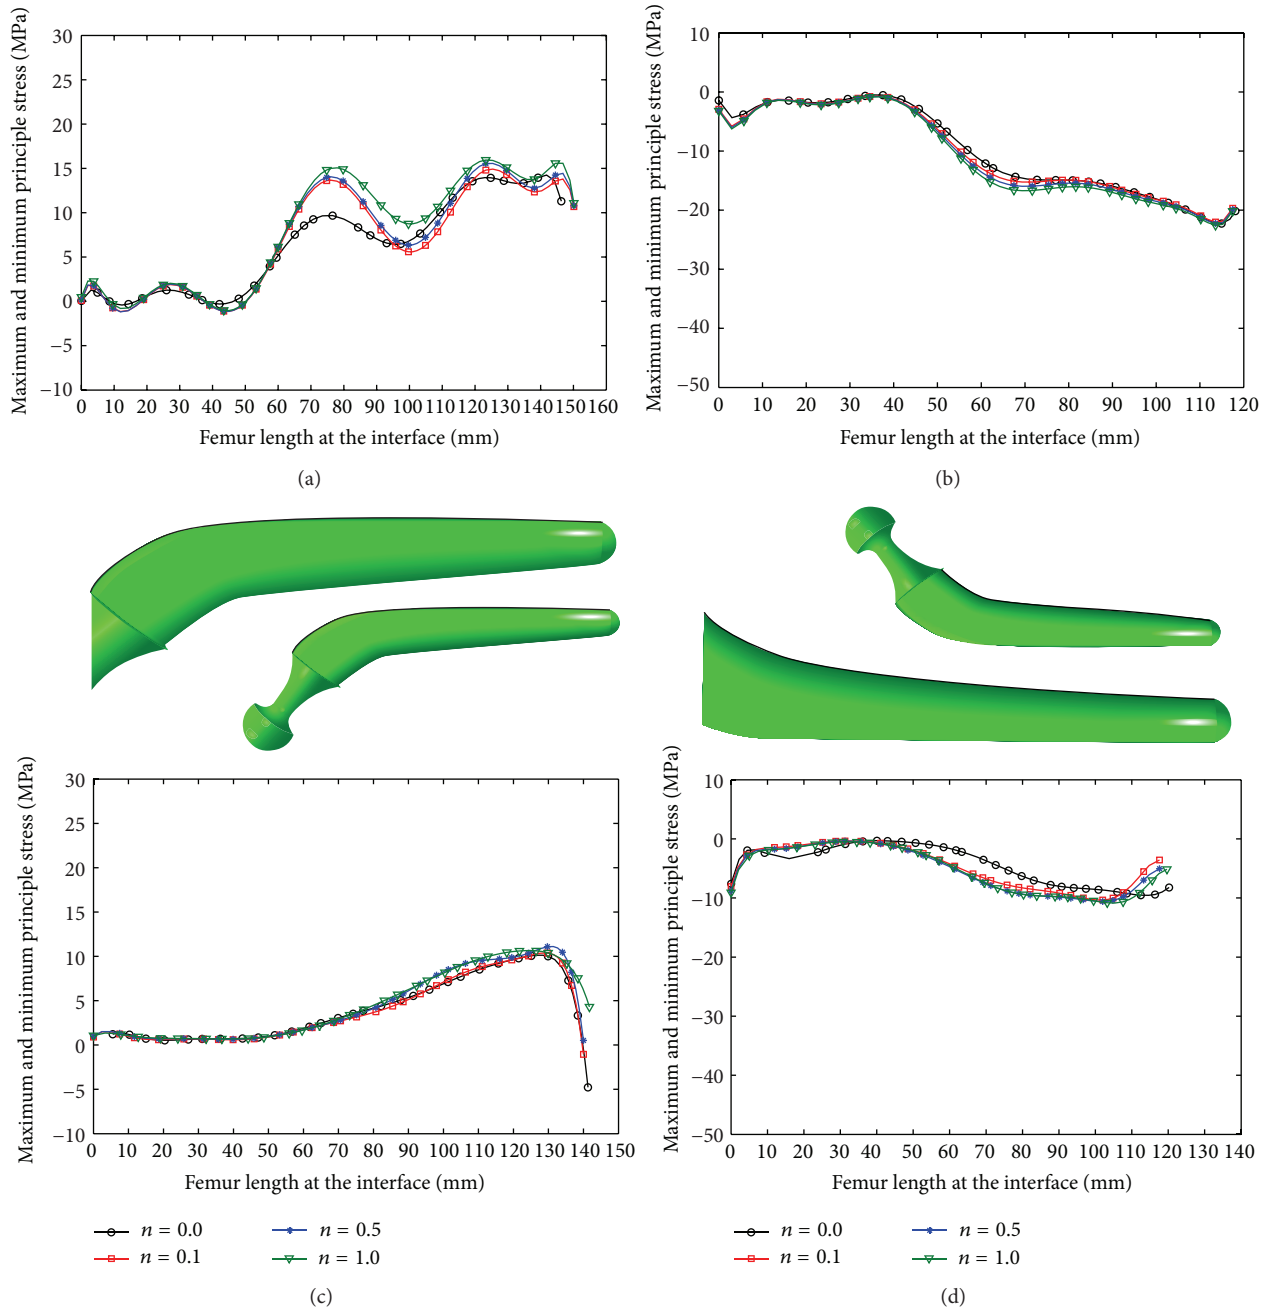 Maximum and minimum principle stress (MPa)
30
25
20
15
10
5
0
−5
−10
0 10 20 30 40 50 60 70 80 90 100 110 120 130 140 150 160
Femur length at the interface (mm)
(a)
Maximum and minimum principle stress (MPa)
10
0
−10
−20
−30
−40
−50
0 10 20 30 40 50 60 70 80 90 100 110 120
Femur length at the interface (mm)
(b)
Maximum and minimum principle stress (MPa)
30
25
20
15
10
5
0
−5
−10
0 10 20 30 40 50 60 70 80 90 100 110 120 130 140 150
Femur length at the interface (mm)
n = 0.0
n = 0.5
n = 0.1
n = 1.0
(c)
Maximum and minimum principle stress (MPa)
10
0
−10
−20
−30
−40
−50
0 10 20 30 40 50 60 70 80 90 100 110 120 130 140
Femur length at the interface (mm)
n = 0.0
n = 0.5
n = 0.1
n = 1.0
(d)